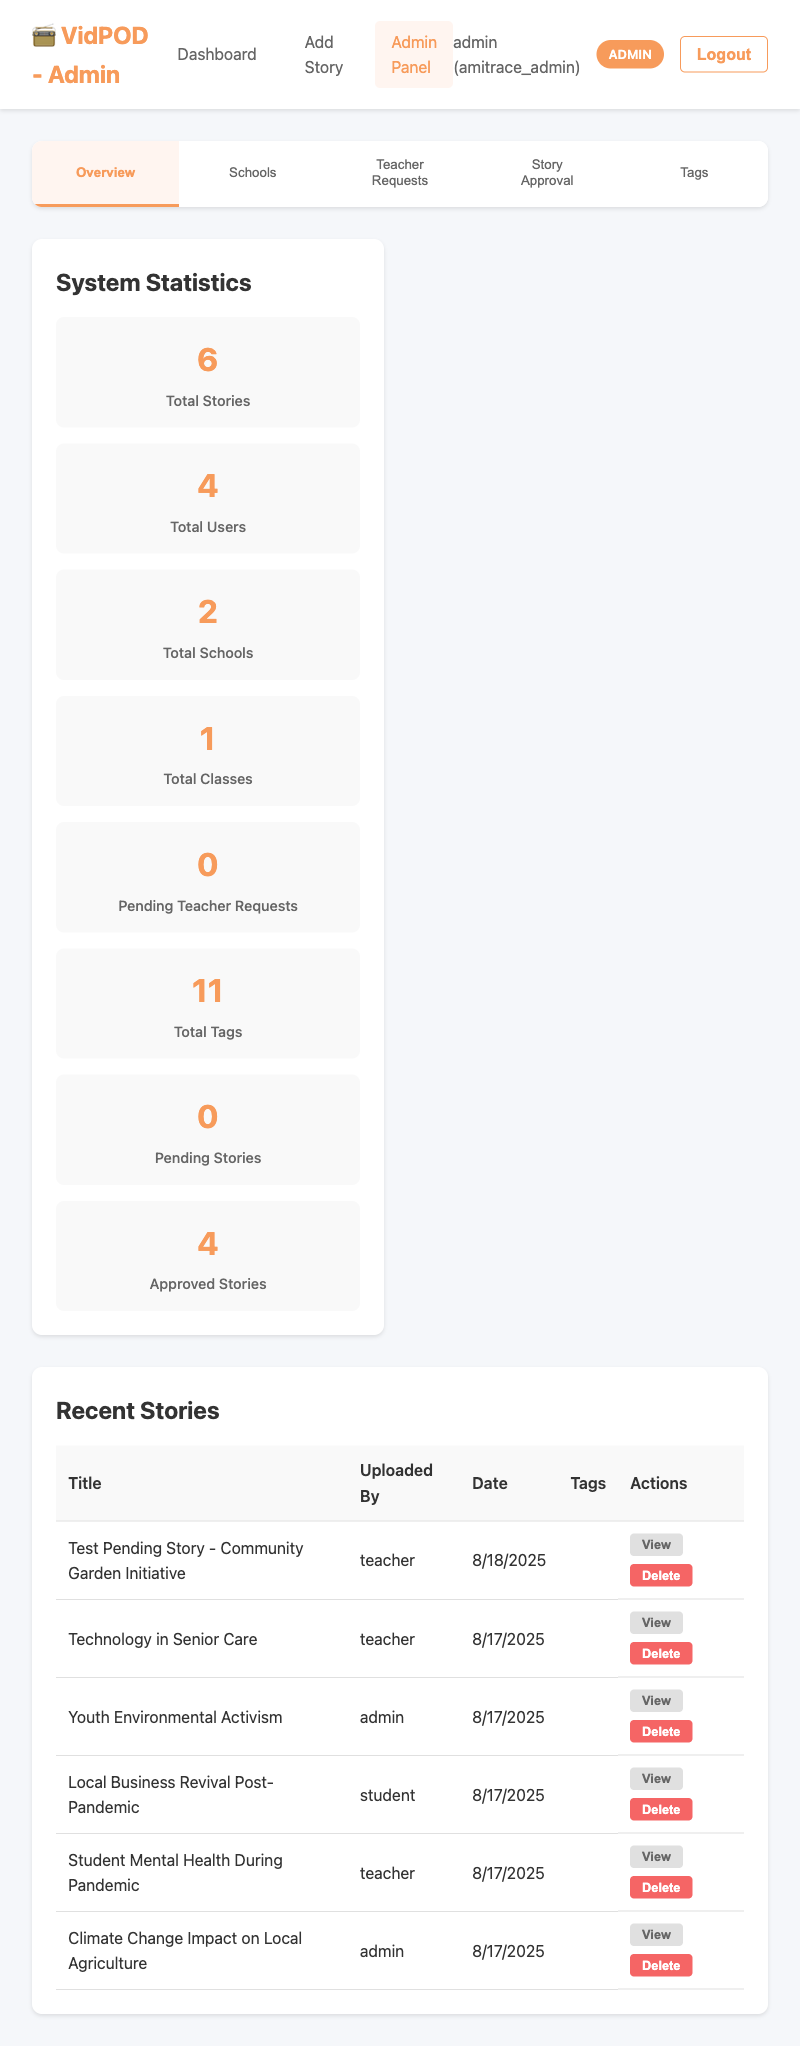 VidPOD
- Admin
Dashboard
Add
Story
Admin
Panel
admin
(amitrace_admin)
ADMIN
Logout
Overview
Schools
Teacher
Requests
Story
Approval
Tags
System Statistics
6
Total Stories
4
Total Users
2
Total Schools
1
Total Classes
0
Pending Teacher Requests
11
Total Tags
0
Pending Stories
4
Approved Stories
Recent Stories
Title Uploaded By Date Tags Actions
Test Pending Story - Community
Garden Initiative
teacher 8/18/2025
View
Delete
Technology in Senior Care teacher 8/17/2025
View
Delete
Youth Environmental Activism admin 8/17/2025
View
Delete
Local Business Revival Post-
Pandemic
student 8/17/2025
View
Delete
Student Mental Health During
Pandemic
teacher 8/17/2025
View
Delete
Climate Change Impact on Local
Agriculture
admin 8/17/2025
View
Delete